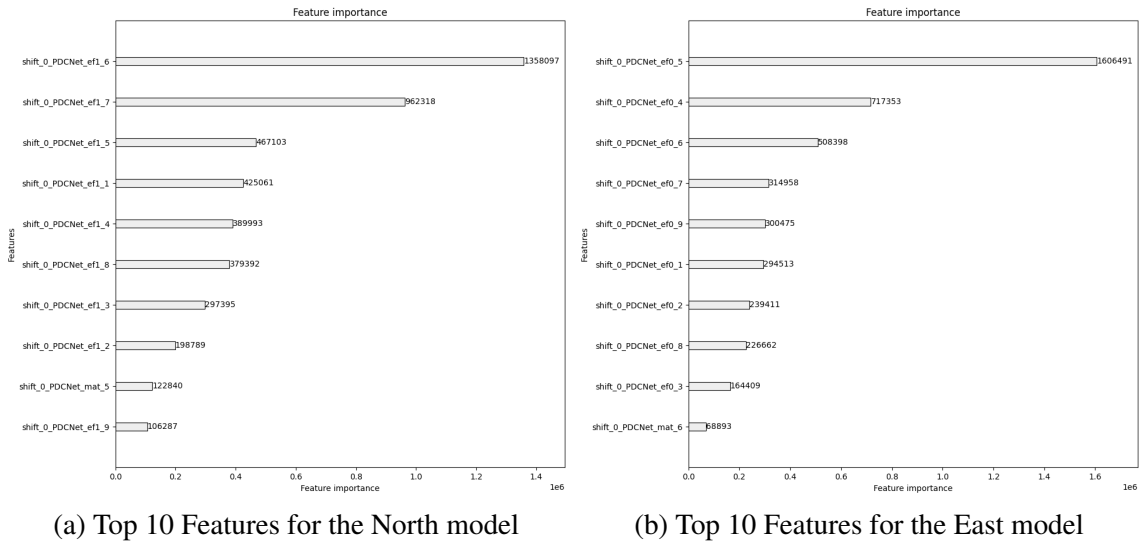 Feature importance
shift_0_PDCNet_ef1_6
1358097
shift_0_PDCNet_ef1_7
962318
shift_0_PDCNet_ef1_5
467103
shift_0_PDCNet_ef1_1
425061
shift_0_PDCNet_ef1_4
389993
shift_0_PDCNet_ef1_8
379392
shift_0_PDCNet_ef1_3
297395
shift_0_PDCNet_ef1_2
198789
shift_0_PDCNet_mat_5
122840
shift_0_PDCNet_ef1_9
106287
Features
0.0 0.2 0.4 0.6 0.8 1.0 1.2 1.4
1e6
Feature importance
(a) Top 10 Features for the North model
Feature importance
shift_0_PDCNet_ef0_5
1606491
shift_0_PDCNet_ef0_4
717353
shift_0_PDCNet_ef0_6
508398
shift_0_PDCNet_ef0_7
314958
shift_0_PDCNet_ef0_9
300475
shift_0_PDCNet_ef0_1
294513
shift_0_PDCNet_ef0_2
239411
shift_0_PDCNet_ef0_8
226662
shift_0_PDCNet_ef0_3
164409
shift_0_PDCNet_mat_6
68893
Features
0.0 0.2 0.4 0.6 0.8 1.0 1.2 1.4 1.6
1e6
Feature importance
(b) Top 10 Features for the East model